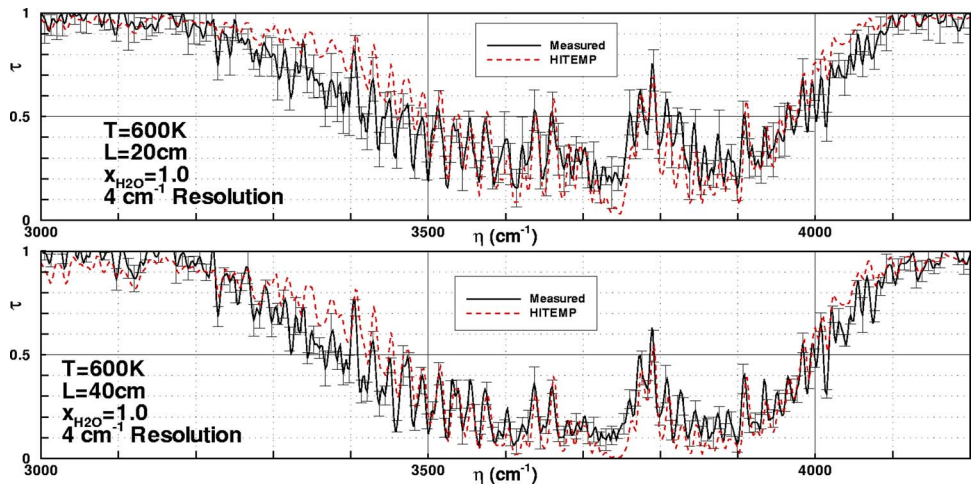 1
τ
0.5
0
Measured
HITEMP
T=600K
L=20cm
xH2O=1.0
4 cm-1 Resolution
3000
3500
4000
η (cm-1)
1
τ
0.5
0
Measured
HITEMP
T=600K
L=40cm
xH2O=1.0
4 cm-1 Resolution
3000
3500
4000
η (cm-1)